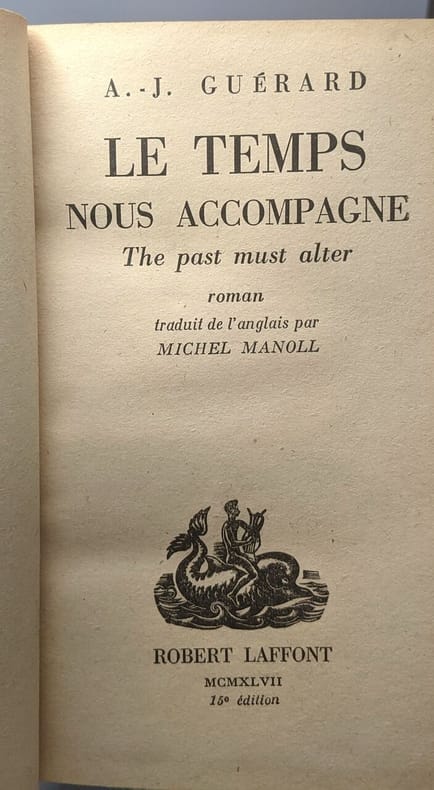 A.-J. GUÉRARD
LE TEMPS
NOUS ACCOMPAGNE
The past must alter
roman
traduit de l'anglais par
MICHEL MANOLL
ROBERT LAFFONT
MCMXLVII
15e édition